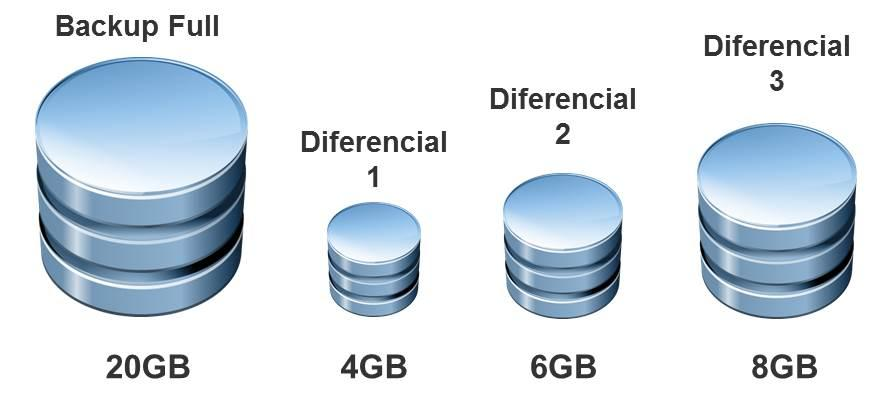 Backup Full
Diferencial
1
Diferencial
2
Diferencial
3
20GB
4GB
6GB
8GB